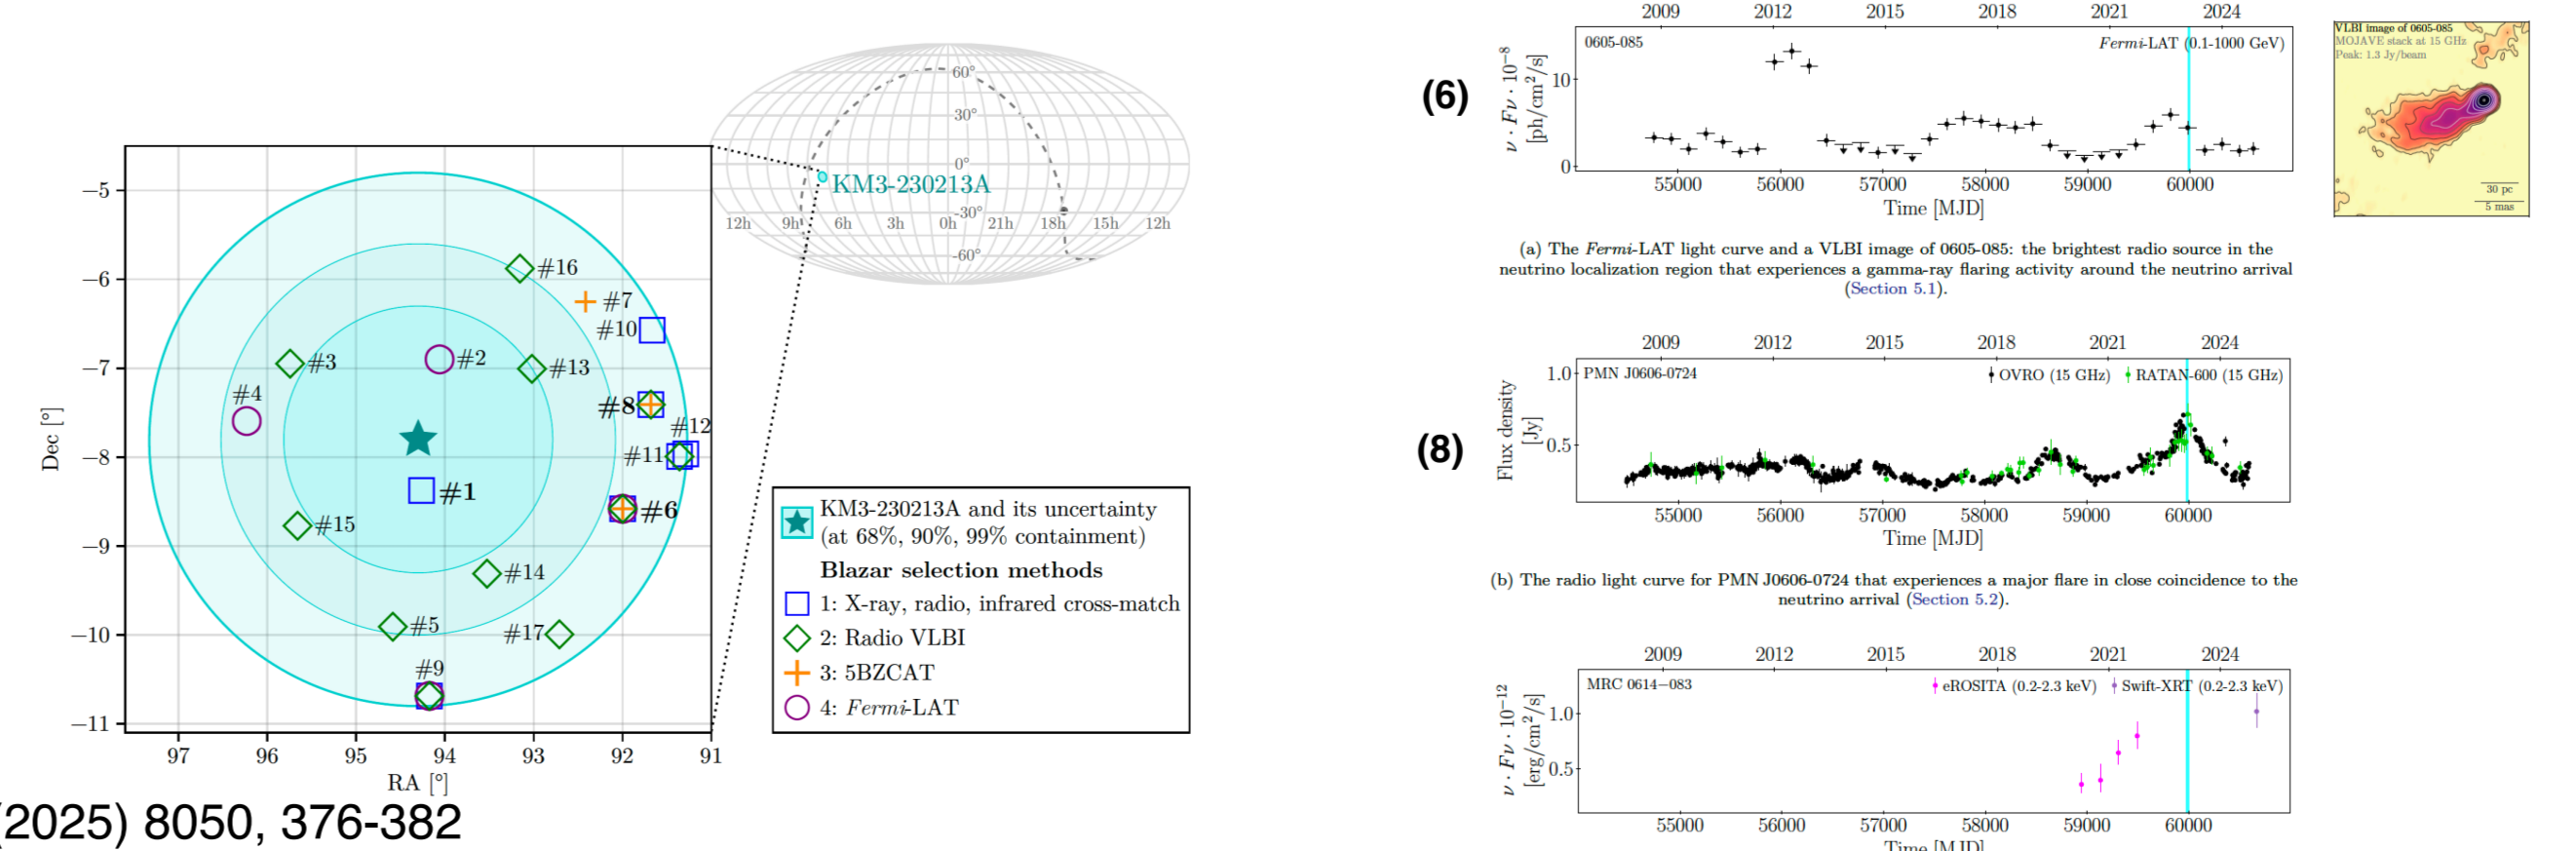 −5
−6
−7
−8
−9
−10
−11
Dec [°]
97
96
95
94
93
92
91
RA [°]
#16
#7
#10
#3
#2
#13
#4
#8
#12
#11
#1
#6
#15
#14
#5
#17
#9
60°
30°
0°
-30°
-60°
12h
9h
6h
3h
0h
21h
18h
15h
12h
KM3-230213A
KM3-230213A and its uncertainty
(at 68%, 90%, 99% containment)
Blazar selection methods
1: X-ray, radio, infrared cross-match
2: Radio VLBI
3: 5BZCAT
4: Fermi-LAT
(2025) 8050, 376-382
(6)
2009 2012 2015 2018 2021 2024
0605-085
Fermi-LAT (0.1-1000 GeV)
ν · Fν · 10⁻⁸
[ph/cm²/s]
10
0
55000 56000 57000 58000 59000 60000
Time [MJD]
VLBI image of 0605-085
MOJAVE stack at 15 GHz
Peak: 1.3 Jy/beam
30 pc
5 mas
(a) The Fermi-LAT light curve and a VLBI image of 0605-085: the brightest radio source in the
neutrino localization region that experiences a gamma-ray flaring activity around the neutrino arrival
(Section 5.1).
(8)
2009 2012 2015 2018 2021 2024
PMN J0606-0724
OVRO (15 GHz)
RATAN-600 (15 GHz)
Flux density
[Jy]
1.0
0.5
55000 56000 57000 58000 59000 60000
Time [MJD]
(b) The radio light curve for PMN J0606-0724 that experiences a major flare in close coincidence to the
neutrino arrival (Section 5.2).
2009 2012 2015 2018 2021 2024
MRC 0614−083
eROSITA (0.2-2.3 keV)
Swift-XRT (0.2-2.3 keV)
ν · Fν · 10⁻¹²
[erg/cm²/s]
1.0
0.5
55000 56000 57000 58000 59000 60000
Time [MJD]